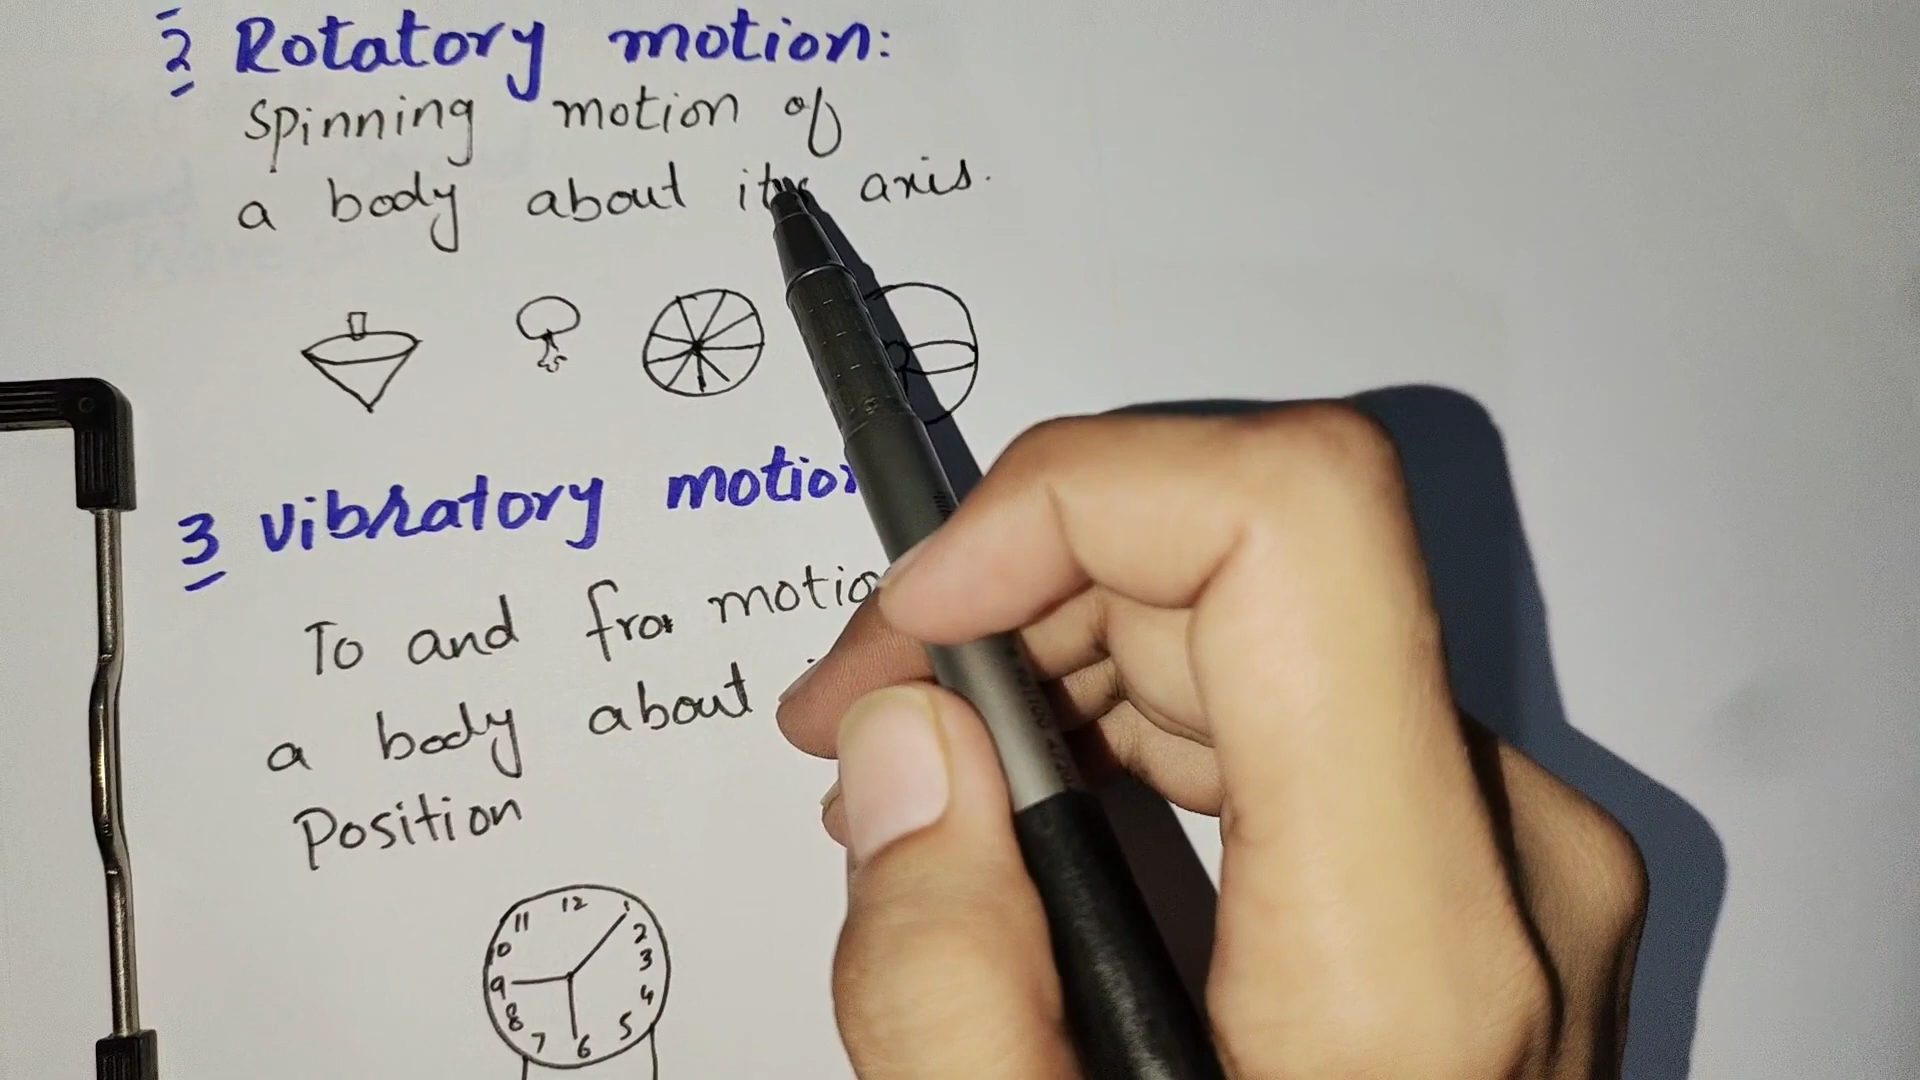 2 Rotatory motion:
Spinning motion of
a body about its axis.
3 vibratory motion
To and fro motio
a body about
Position
11 12 1
10 2
9 3
8 4
7 6 5